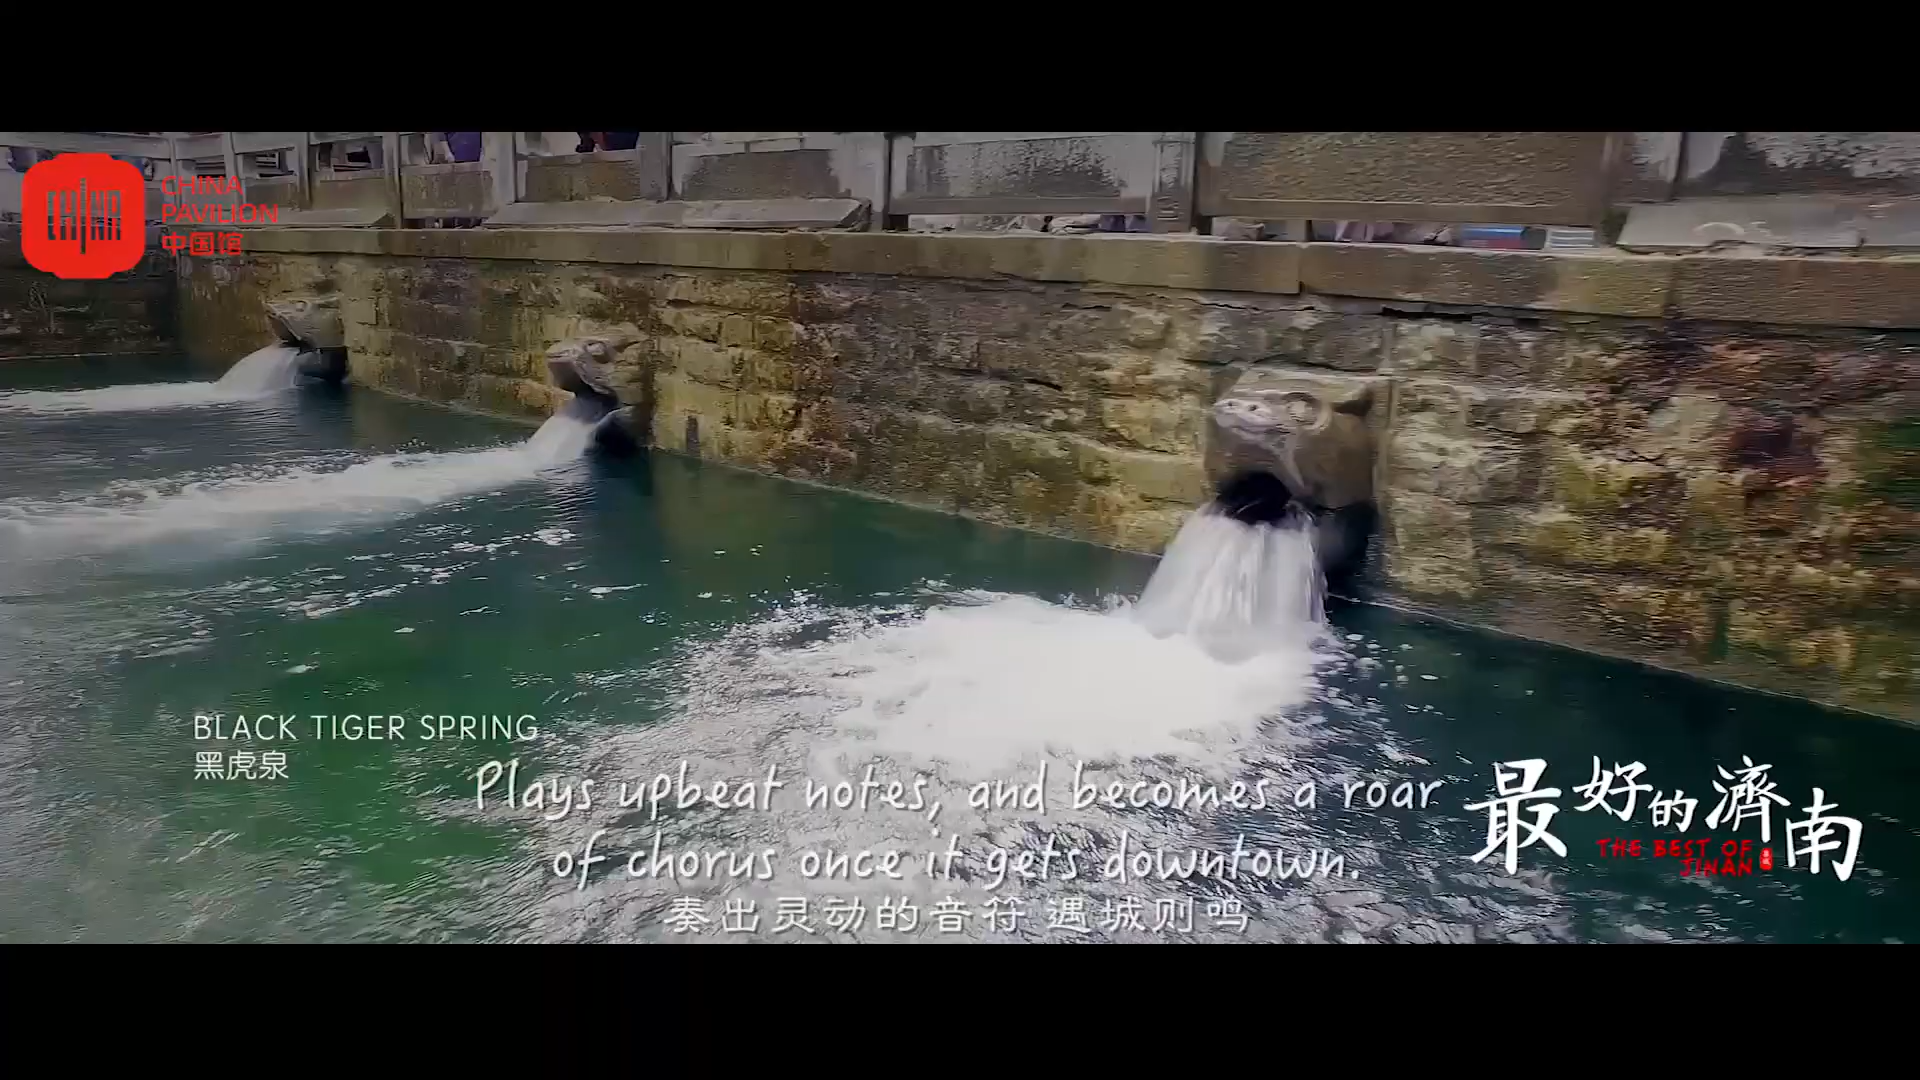 CHINA
PAVILION
中国馆
BLACK TIGER SPRING
黑虎泉
Plays upbeat notes, and becomes a roar
of chorus once it gets downtown.
奏出灵动的音符 遇城则鸣
最好的濟南
THE BEST OF
JINAN